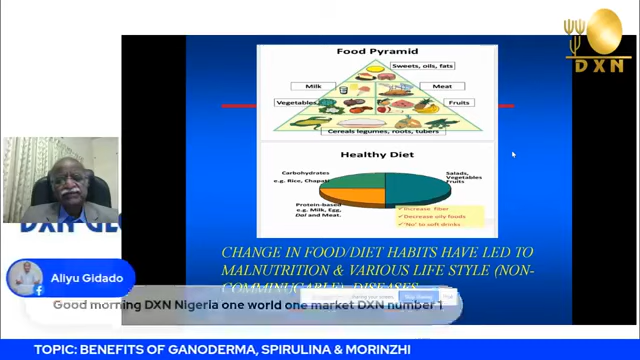 DXN
Food Pyramid
Sweets, oils, fats
Milk
Meat
Vegetables
Fruits
Cereals legumes, roots, tubers
Healthy Diet
Carbohydrates
e.g. Rice, Chapati
Salads,
Vegetables
Fruits
Protein-based
e.g. Milk, Egg,
Dal and Meat.
Increase Fiber
Decrease oily foods
"No" to soft drinks
CHANGE IN FOOD/DIET HABITS HAVE LED TO
MALNUTRITION & VARIOUS LIFE STYLE (NON-
COMMINUCABLE) DISEASES
DXN
Aliyu Gidado
Good morning DXN Nigeria one world one market DXN number 1
TOPIC: BENEFITS OF GANODERMA, SPIRULINA & MORINZHI